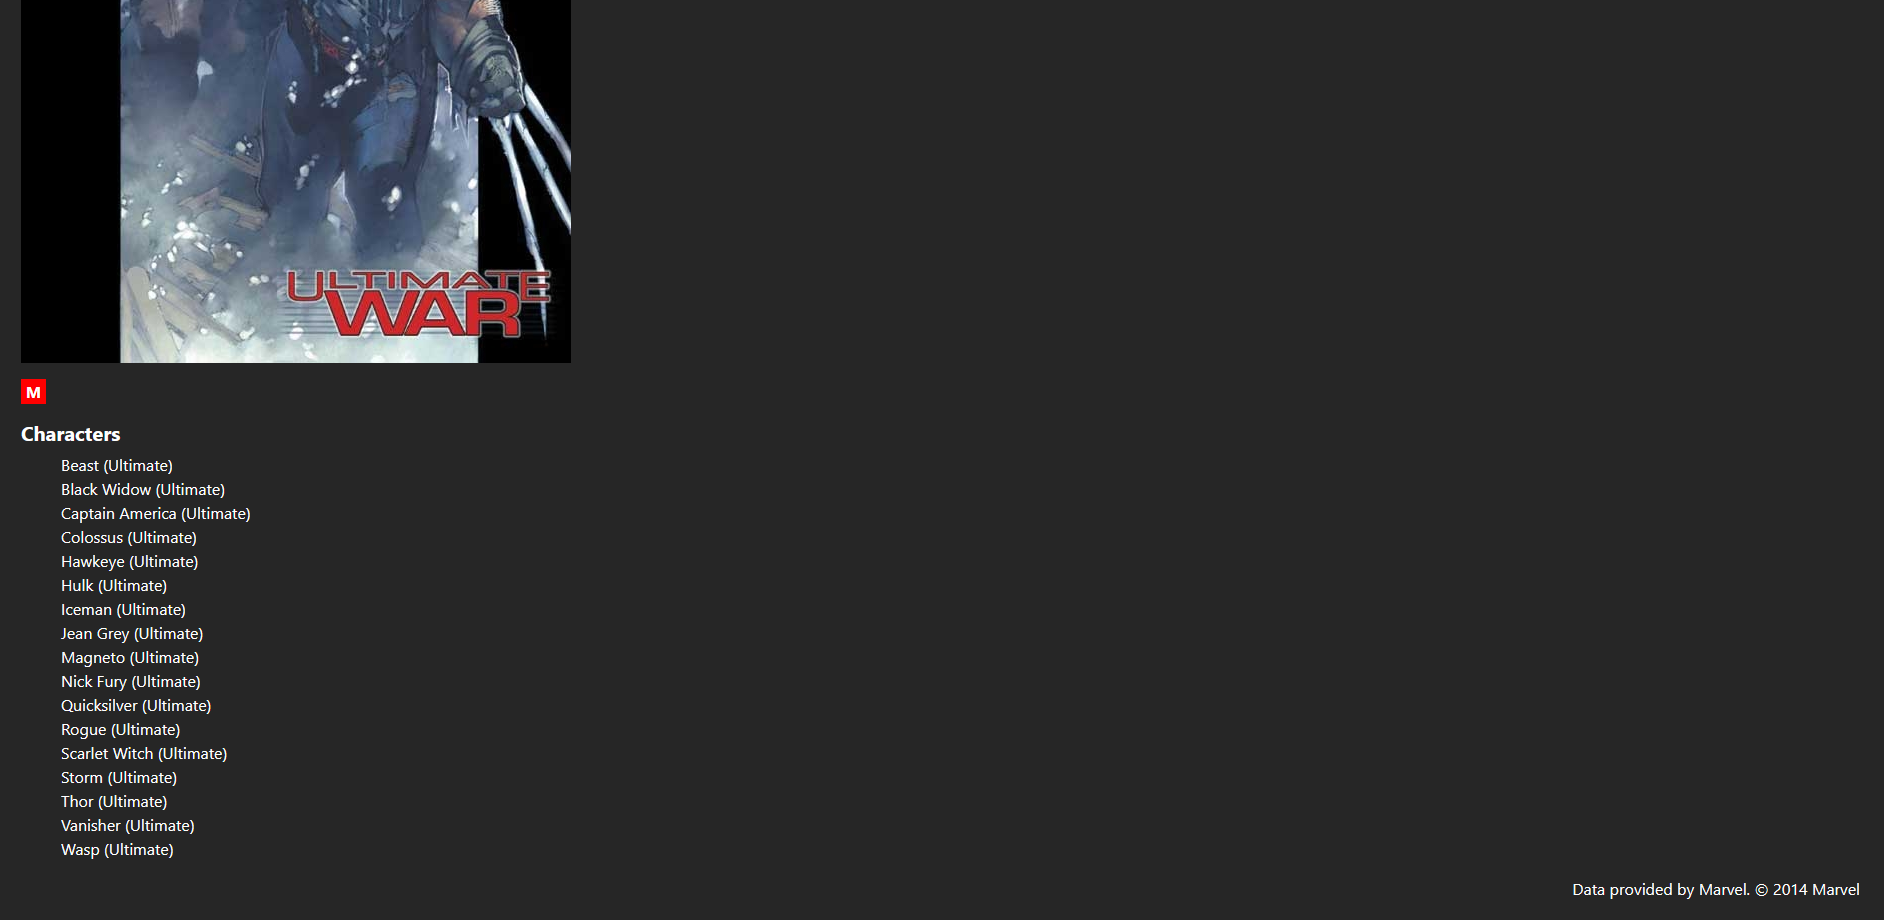 ULTIMATE
WAR
M
Characters
Beast (Ultimate)
Black Widow (Ultimate)
Captain America (Ultimate)
Colossus (Ultimate)
Hawkeye (Ultimate)
Hulk (Ultimate)
Iceman (Ultimate)
Jean Grey (Ultimate)
Magneto (Ultimate)
Nick Fury (Ultimate)
Quicksilver (Ultimate)
Rogue (Ultimate)
Scarlet Witch (Ultimate)
Storm (Ultimate)
Thor (Ultimate)
Vanisher (Ultimate)
Wasp (Ultimate)
Data provided by Marvel. © 2014 Marvel